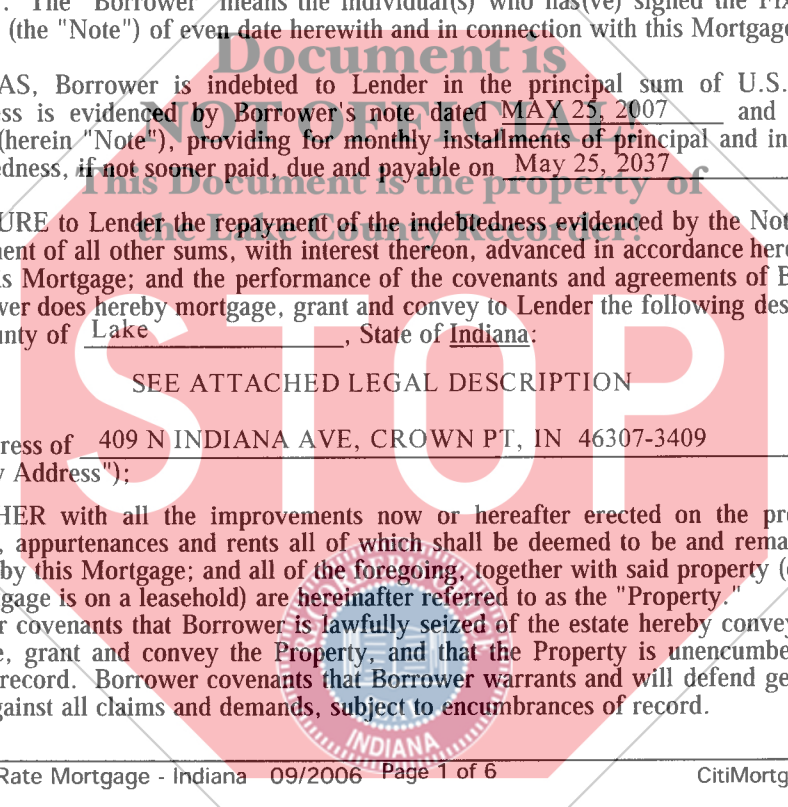 . The "Borrower" means the individual(s) who has(ve) signed the
(the "Note") of even date herewith and in connection with this Mortgage
Document is
AS, Borrower is indebted to Lender in the principal sum of U.S.
ss is evidenced by Borrower's note dated MAY 25, 2007 and
NOT OFFICIAL!
(herein "Note"), providing for monthly installments of principal and in
edness, if not sooner paid, due and payable on May 25, 2037
This Document is the property of
the Lake County Recorder!
URE to Lender the repayment of the indebtedness evidenced by the Not
ent of all other sums, with interest thereon, advanced in accordance here
is Mortgage; and the performance of the covenants and agreements of B
wer does hereby mortgage, grant and convey to Lender the following des
unty of Lake , State of Indiana:
STOP
SEE ATTACHED LEGAL DESCRIPTION
ress of 409 N INDIANA AVE, CROWN PT, IN 46307-3409
y Address");
HER with all the improvements now or hereafter erected on the pr
, appurtenances and rents all of which shall be deemed to be and rema
by this Mortgage; and all of the foregoing, together with said property (
gage is on a leasehold) are hereinafter referred to as the "Property."
r covenants that Borrower is lawfully seized of the estate hereby convey
e, grant and convey the Property, and that the Property is unencumbe
record. Borrower covenants that Borrower warrants and will defend ge
gainst all claims and demands, subject to encumbrances of record.
SEAL
INDIANA
Rate Mortgage - Indiana 09/2006 Page 1 of 6 CitiMortg